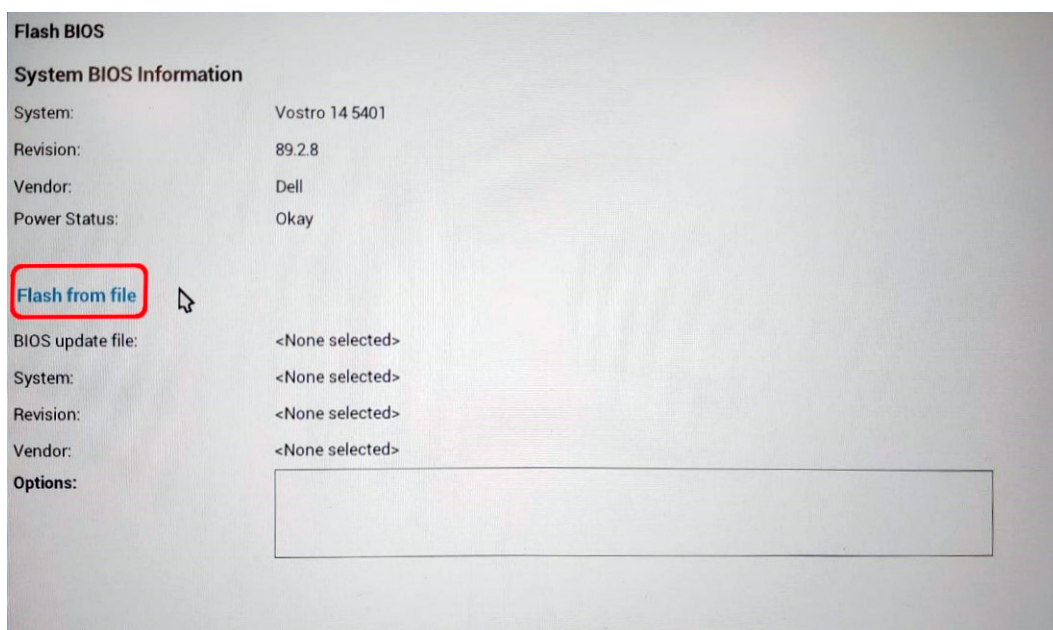 Flash BIOS
System BIOS Information
System: Vostro 14 5401
Revision: 89.2.8
Vendor: Dell
Power Status: Okay
Flash from file
BIOS update file: <None selected>
System: <None selected>
Revision: <None selected>
Vendor: <None selected>
Options: